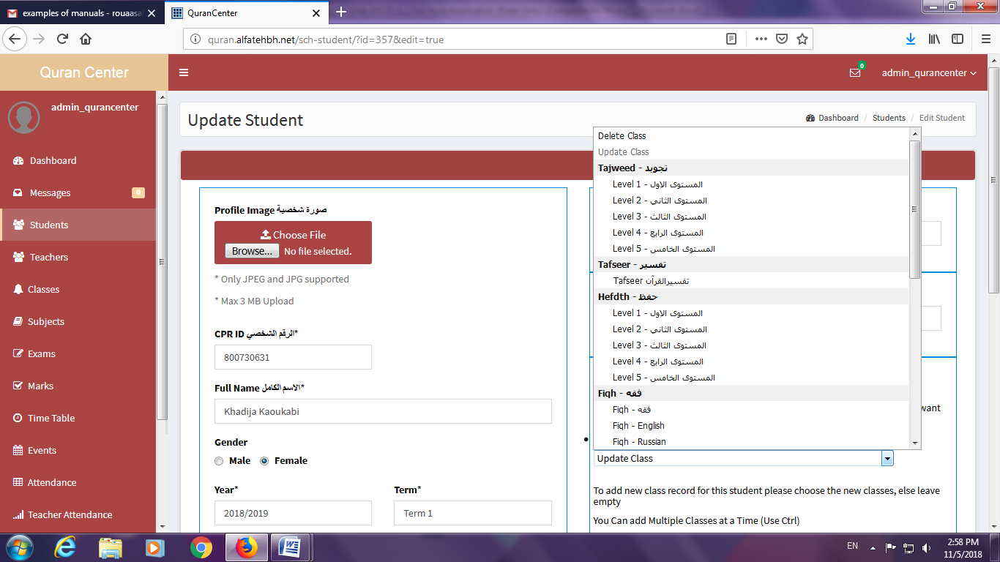 examples of manuals - rouaasal
QuranCenter
quran.alfatehbh.net/sch-student/?id=357&edit=true
Quran Center
0
admin_qurancenter
admin_qurancenter
Dashboard
Messages
0
Students
Teachers
Classes
Subjects
Exams
Marks
Time Table
Events
Attendance
Teacher Attendance
Update Student
Dashboard / Students / Edit Student
Profile Image صورة شخصية
Choose File
Browse... No file selected.
* Only JPEG and JPG supported
* Max 3 MB Upload
CPR ID الرقم الشخصي*
800730631
Full Name الاسم الكامل*
Khadija Kaoukabi
Gender
Male Female
Year* Term*
2018/2019 Term 1
Delete Class
Update Class
Tajweed - تجويد
Level 1 - المستوى الاول
Level 2 - المستوى الثاني
Level 3 - المستوى الثالث
Level 4 - المستوى الرابع
Level 5 - المستوى الخامس
Tafseer - تفسير
Tafseer تفسيرالقرآن
Hefdth - حفظ
Level 1 - المستوى الاول
Level 2 - المستوى الثاني
Level 3 - المستوى الثالث
Level 4 - المستوى الرابع
Level 5 - المستوى الخامس
Fiqh - فقه
Fiqh - فقه
Fiqh - English
Fiqh - Russian
want
Update Class
To add new class record for this student please choose the new classes, else leave
empty
You Can add Multiple Classes at a Time (Use Ctrl)
EN
2:58 PM
11/5/2018